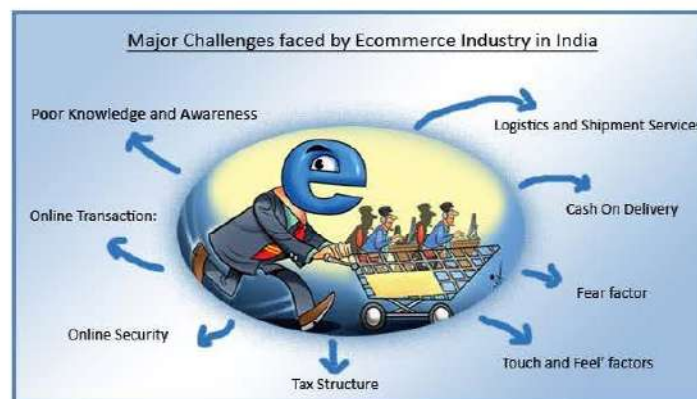 Major Challenges faced by Ecommerce Industry in India
Poor Knowledge and Awareness
Logistics and Shipment Services
Online Transaction:
Cash On Delivery
Fear factor
Online Security
Touch and Feel' factors
Tax Structure